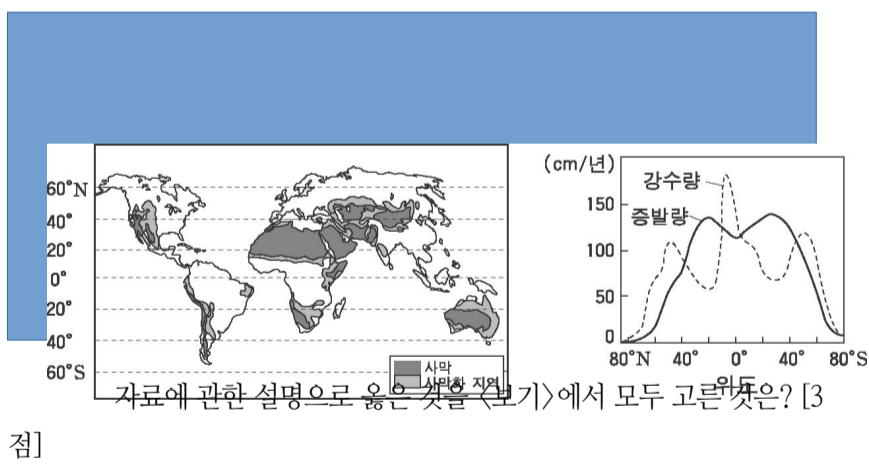 60°N
40°
20°
0°
20°
40°
60°S
사막
사막화 지역
(cm/년)
150
100
50
0
강수량
증발량
80°N 40° 0° 40° 80°S
위도
자료에 관한 설명으로 옳은 것을 <보기>에서 모두 고른 것은? [3
점]